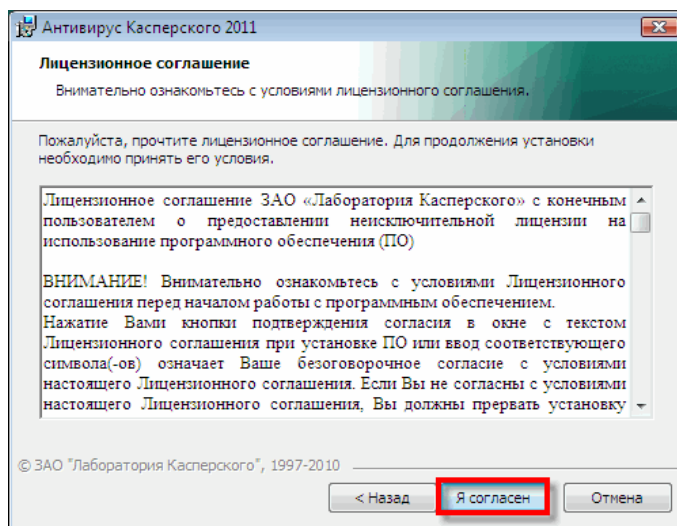 Антивирус Касперского 2011
Лицензионное соглашение
Внимательно ознакомьтесь с условиями лицензионного соглашения.
Пожалуйста, прочтите лицензионное соглашение. Для продолжения установки
необходимо принять его условия.
Лицензионное соглашение ЗАО «Лаборатория Касперского» с конечным
пользователем о предоставлении неисключительной лицензии на
использование программного обеспечения (ПО)
ВНИМАНИЕ! Внимательно ознакомьтесь с условиями Лицензионного
соглашения перед началом работы с программным обеспечением.
Нажатие Вами кнопки подтверждения согласия в окне с текстом
Лицензионного соглашения при установке ПО или ввод соответствующего
символа(-ов) означает Ваше безоговорочное согласие с условиями
настоящего Лицензионного соглашения. Если Вы не согласны с условиями
настоящего Лицензионного соглашения, Вы должны прервать установку
© ЗАО "Лаборатория Касперского", 1997-2010
< Назад
Я согласен
Отмена